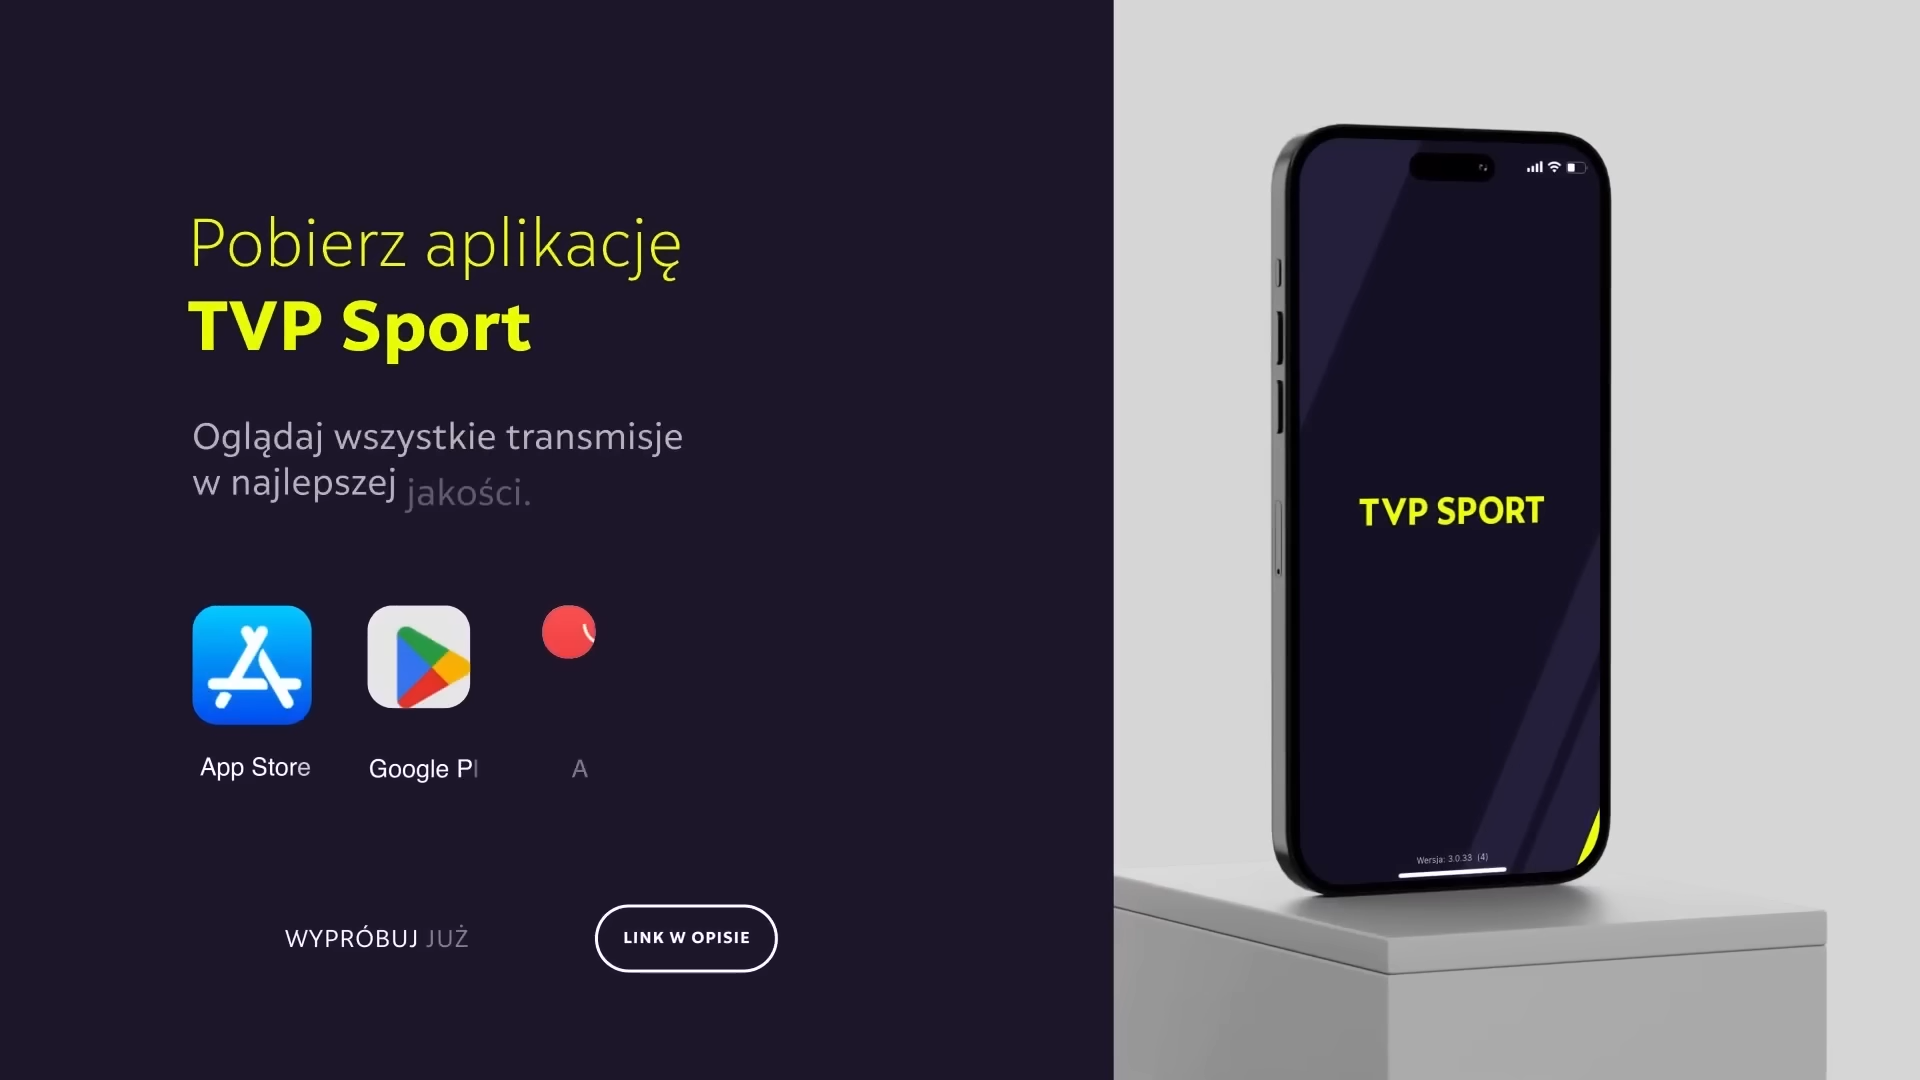 Pobierz aplikację
TVP Sport
Oglądaj wszystkie transmisje
w najlepszej jakości.
App Store
Google Pl
A
WYPRÓBUJ JUŻ
LINK W OPISIE
TVP SPORT
Wersja: 3.0.33 (4)